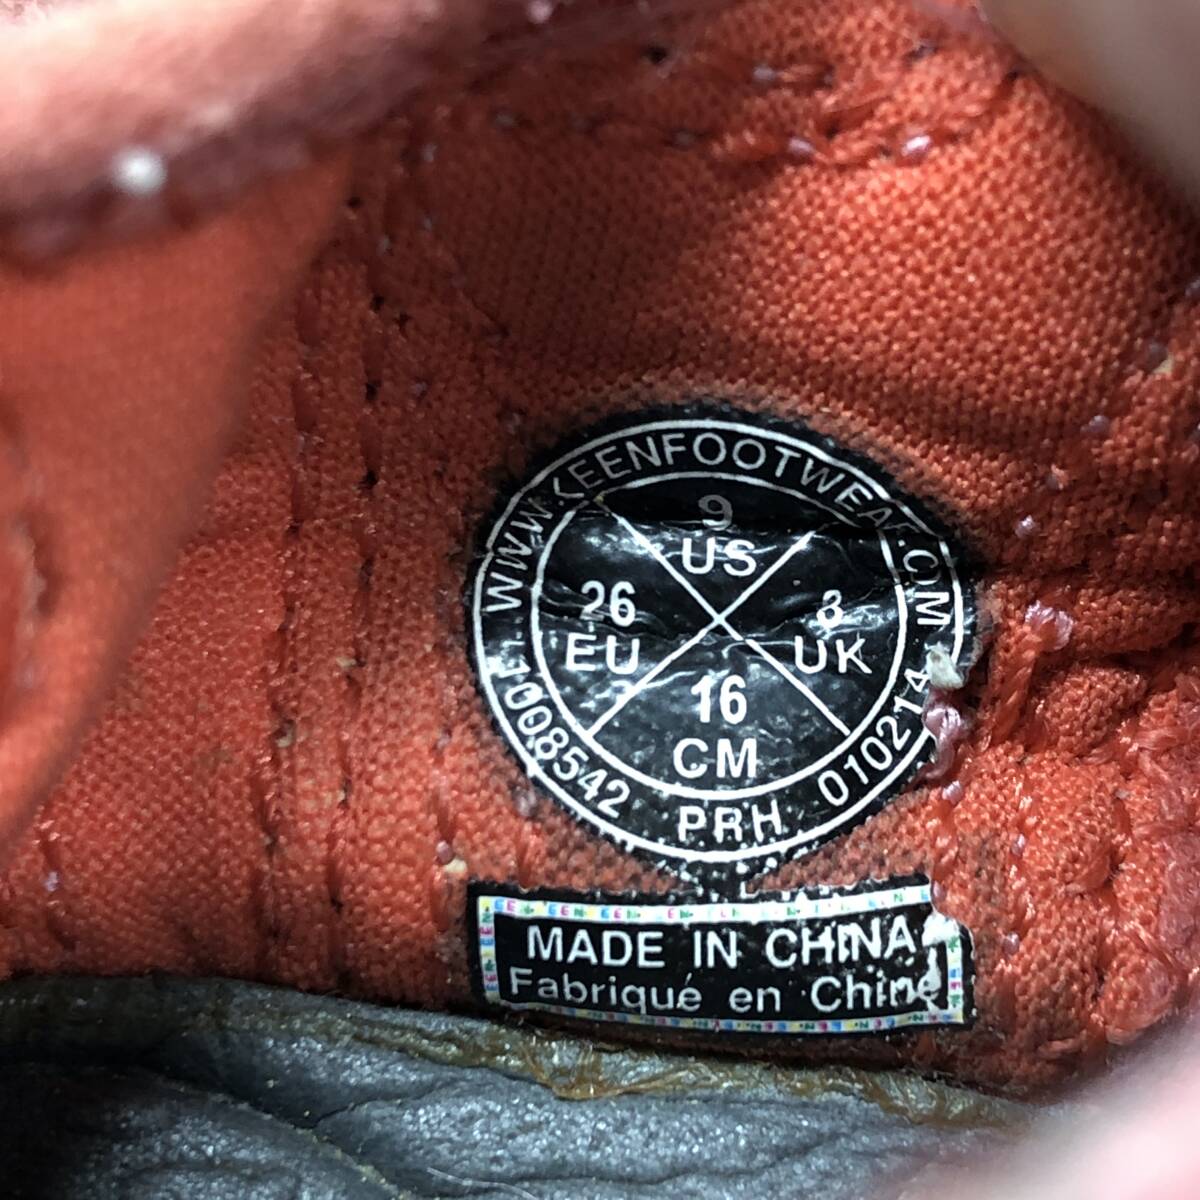 WWW.KEENFOOTWEAR.COM
9
US
26
EU
8
UK
16
CM
1008542 PRH 010214
MADE IN CHINA
Fabriqué en Chine